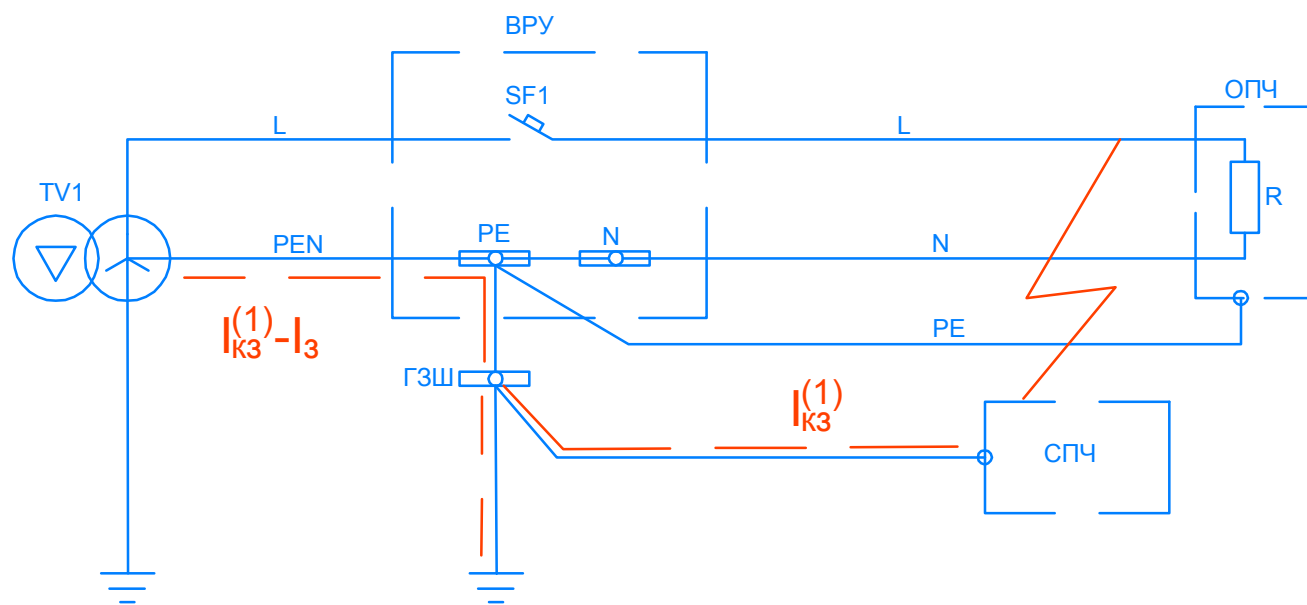 ВРУ
SF1
ОПЧ
L
L
TV1
R
PEN
PE
N
N
I(1)КЗ-IЗ
PE
ГЗШ
I(1)КЗ
СПЧ